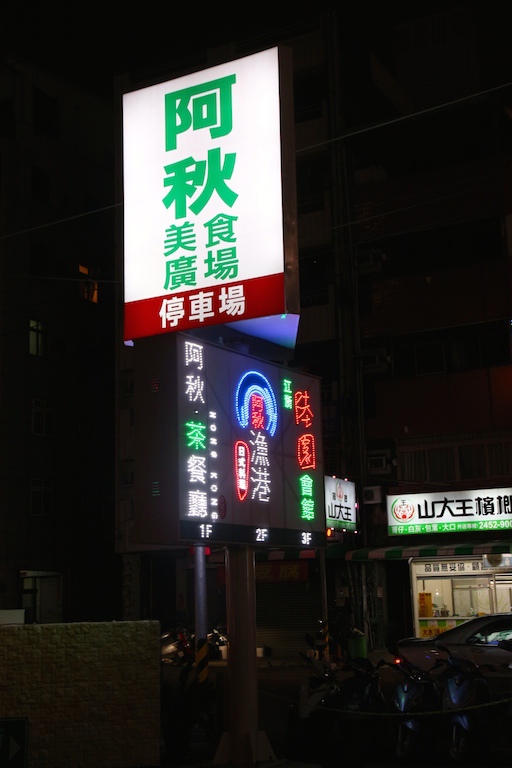 阿秋
美食
廣場
停車場
阿秋·茶餐廳
HONG KONG
1F
阿秋
漁港
日式料理
2F
江浙
會館
3F
山大王
山大王檳榔
2452-900